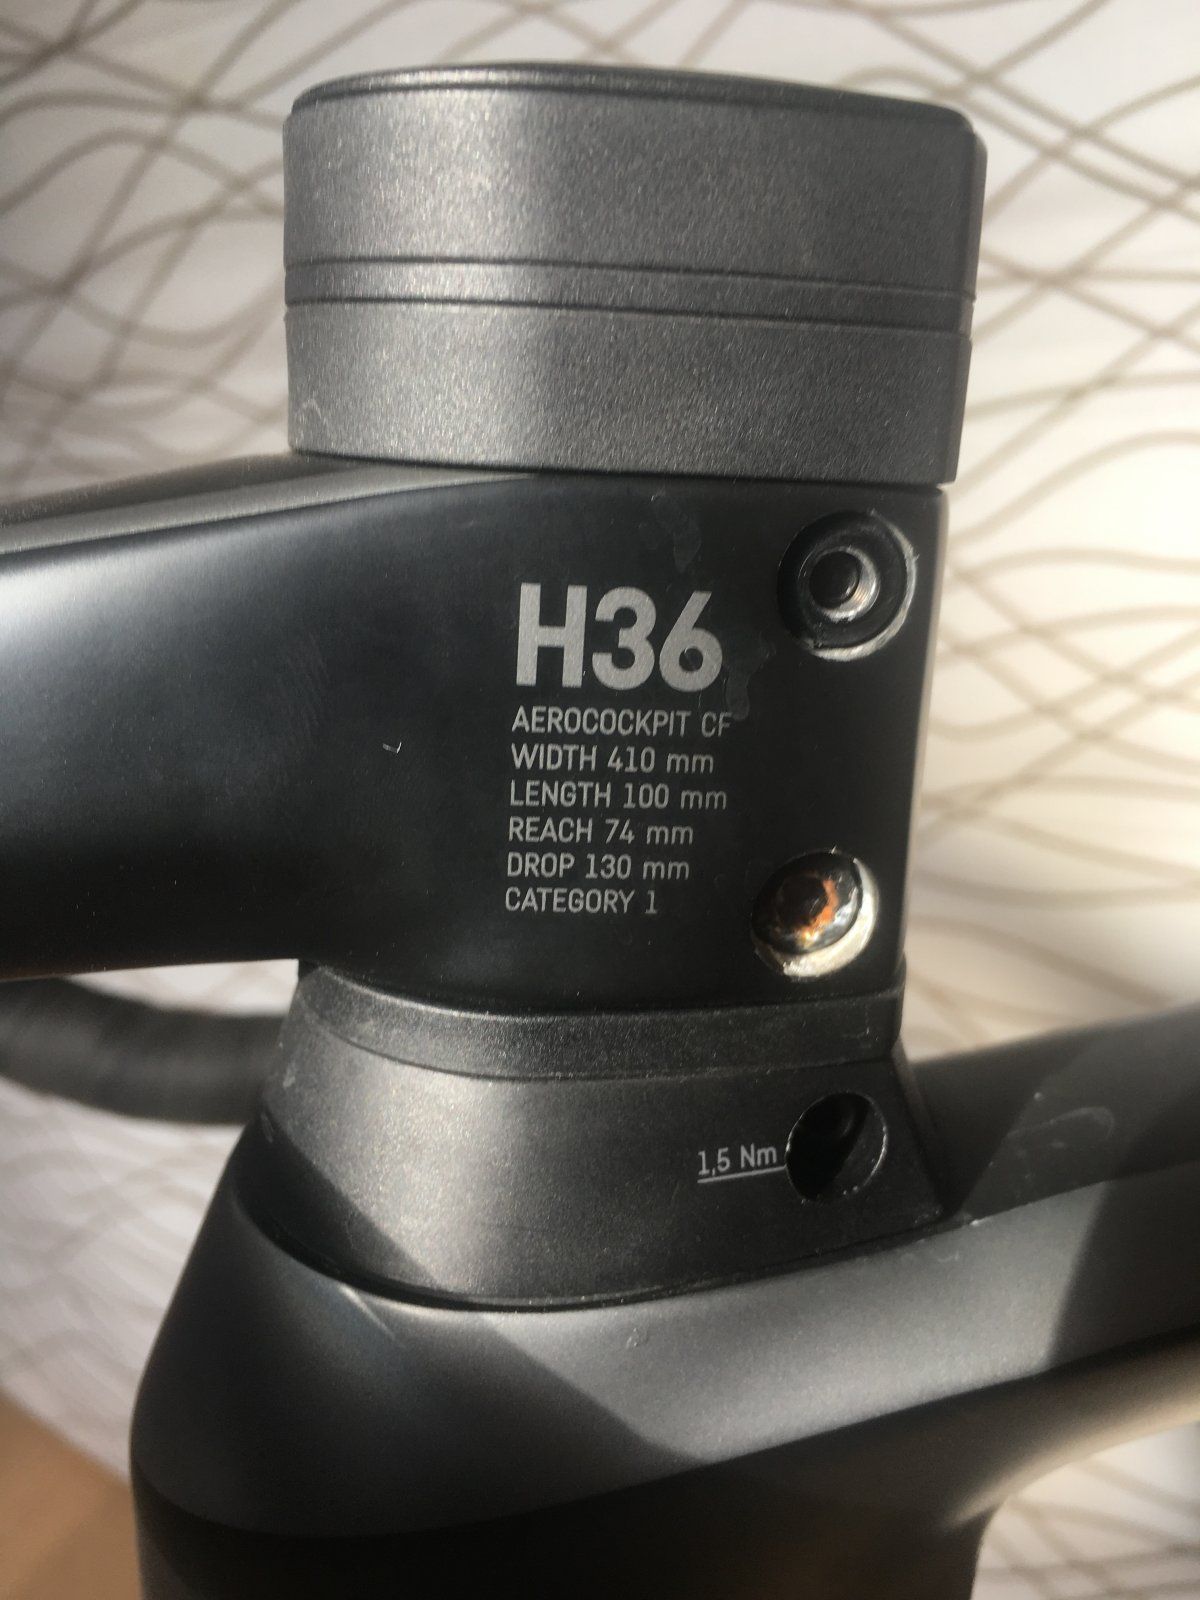 H36
AEROCOCKPIT CF
WIDTH 410 mm
LENGTH 100 mm
REACH 74 mm
DROP 130 mm
CATEGORY 1
1,5 Nm